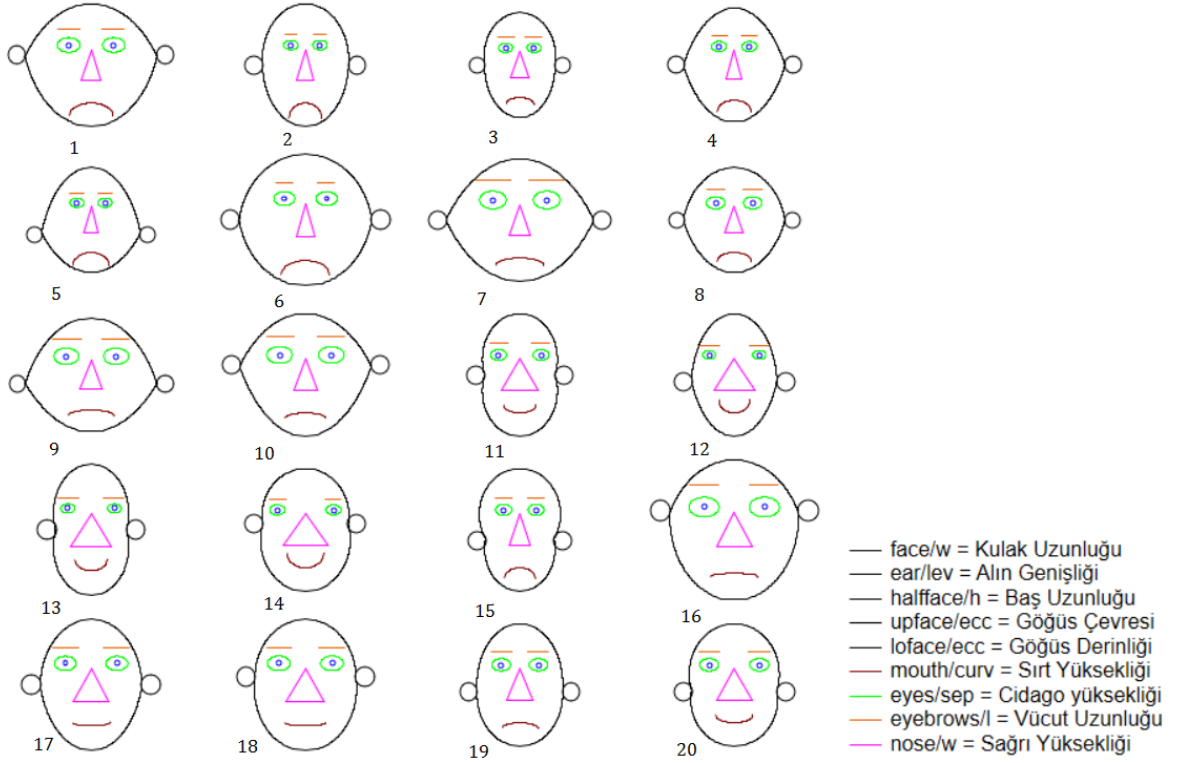 1
2
3
4
5
6
7
8
9
10
11
12
13
14
15
16
17
18
19
20
face/w = Kulak Uzunluğu
ear/lev = Alın Genişliği
halfface/h = Baş Uzunluğu
upface/ecc = Göğüs Çevresi
loface/ecc = Göğüs Derinliği
mouth/curv = Sırt Yüksekliği
eyes/sep = Cidago yüksekliği
eyebrows/l = Vücut Uzunluğu
nose/w = Sağrı Yüksekliği